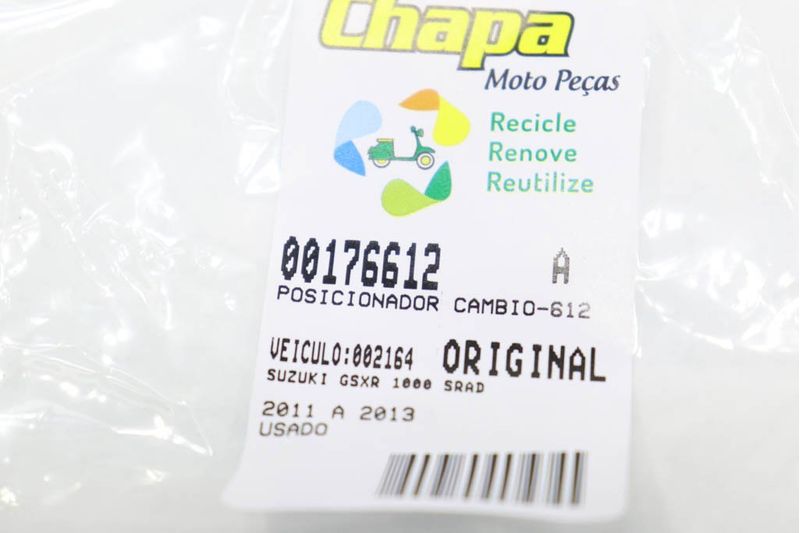 Chapa
Moto Peças
Recicle
Renove
Reutilize
00176612 A
POSICIONADOR CAMBIO-612
VEICULO:002164 ORIGINAL
SUZUKI GSXR 1000 SRAD
2011 A 2013
USADO